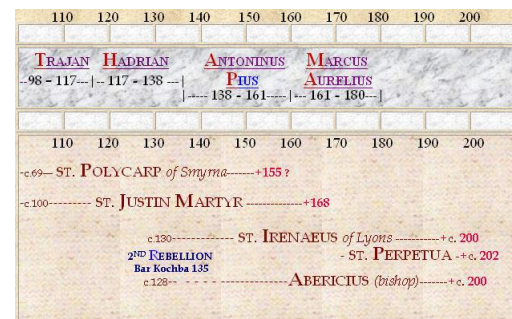 110 120 130 140 150 160 170 180 190 200
TRAJAN HADRIAN ANTONINUS MARCUS
PIUS AURELIUS
--98 – 117---|-- 117 - 138 ---|
|----- 138 - 161-----|--- 161 - 180---|
110 120 130 140 150 160 170 180 190 200
-c.69— ST. POLYCARP of Smyrna-------+155 ?
-c.100--------- ST. JUSTIN MARTYR --------------+168
c.130------------- ST. IRENAEUS of Lyons -----------+c. 200
2ND REBELLION - ST. PERPETUA -+c. 202
Bar Kochba 135
c.128-- - - - - --------------- ABERICIUS (bishop)-------+c. 200